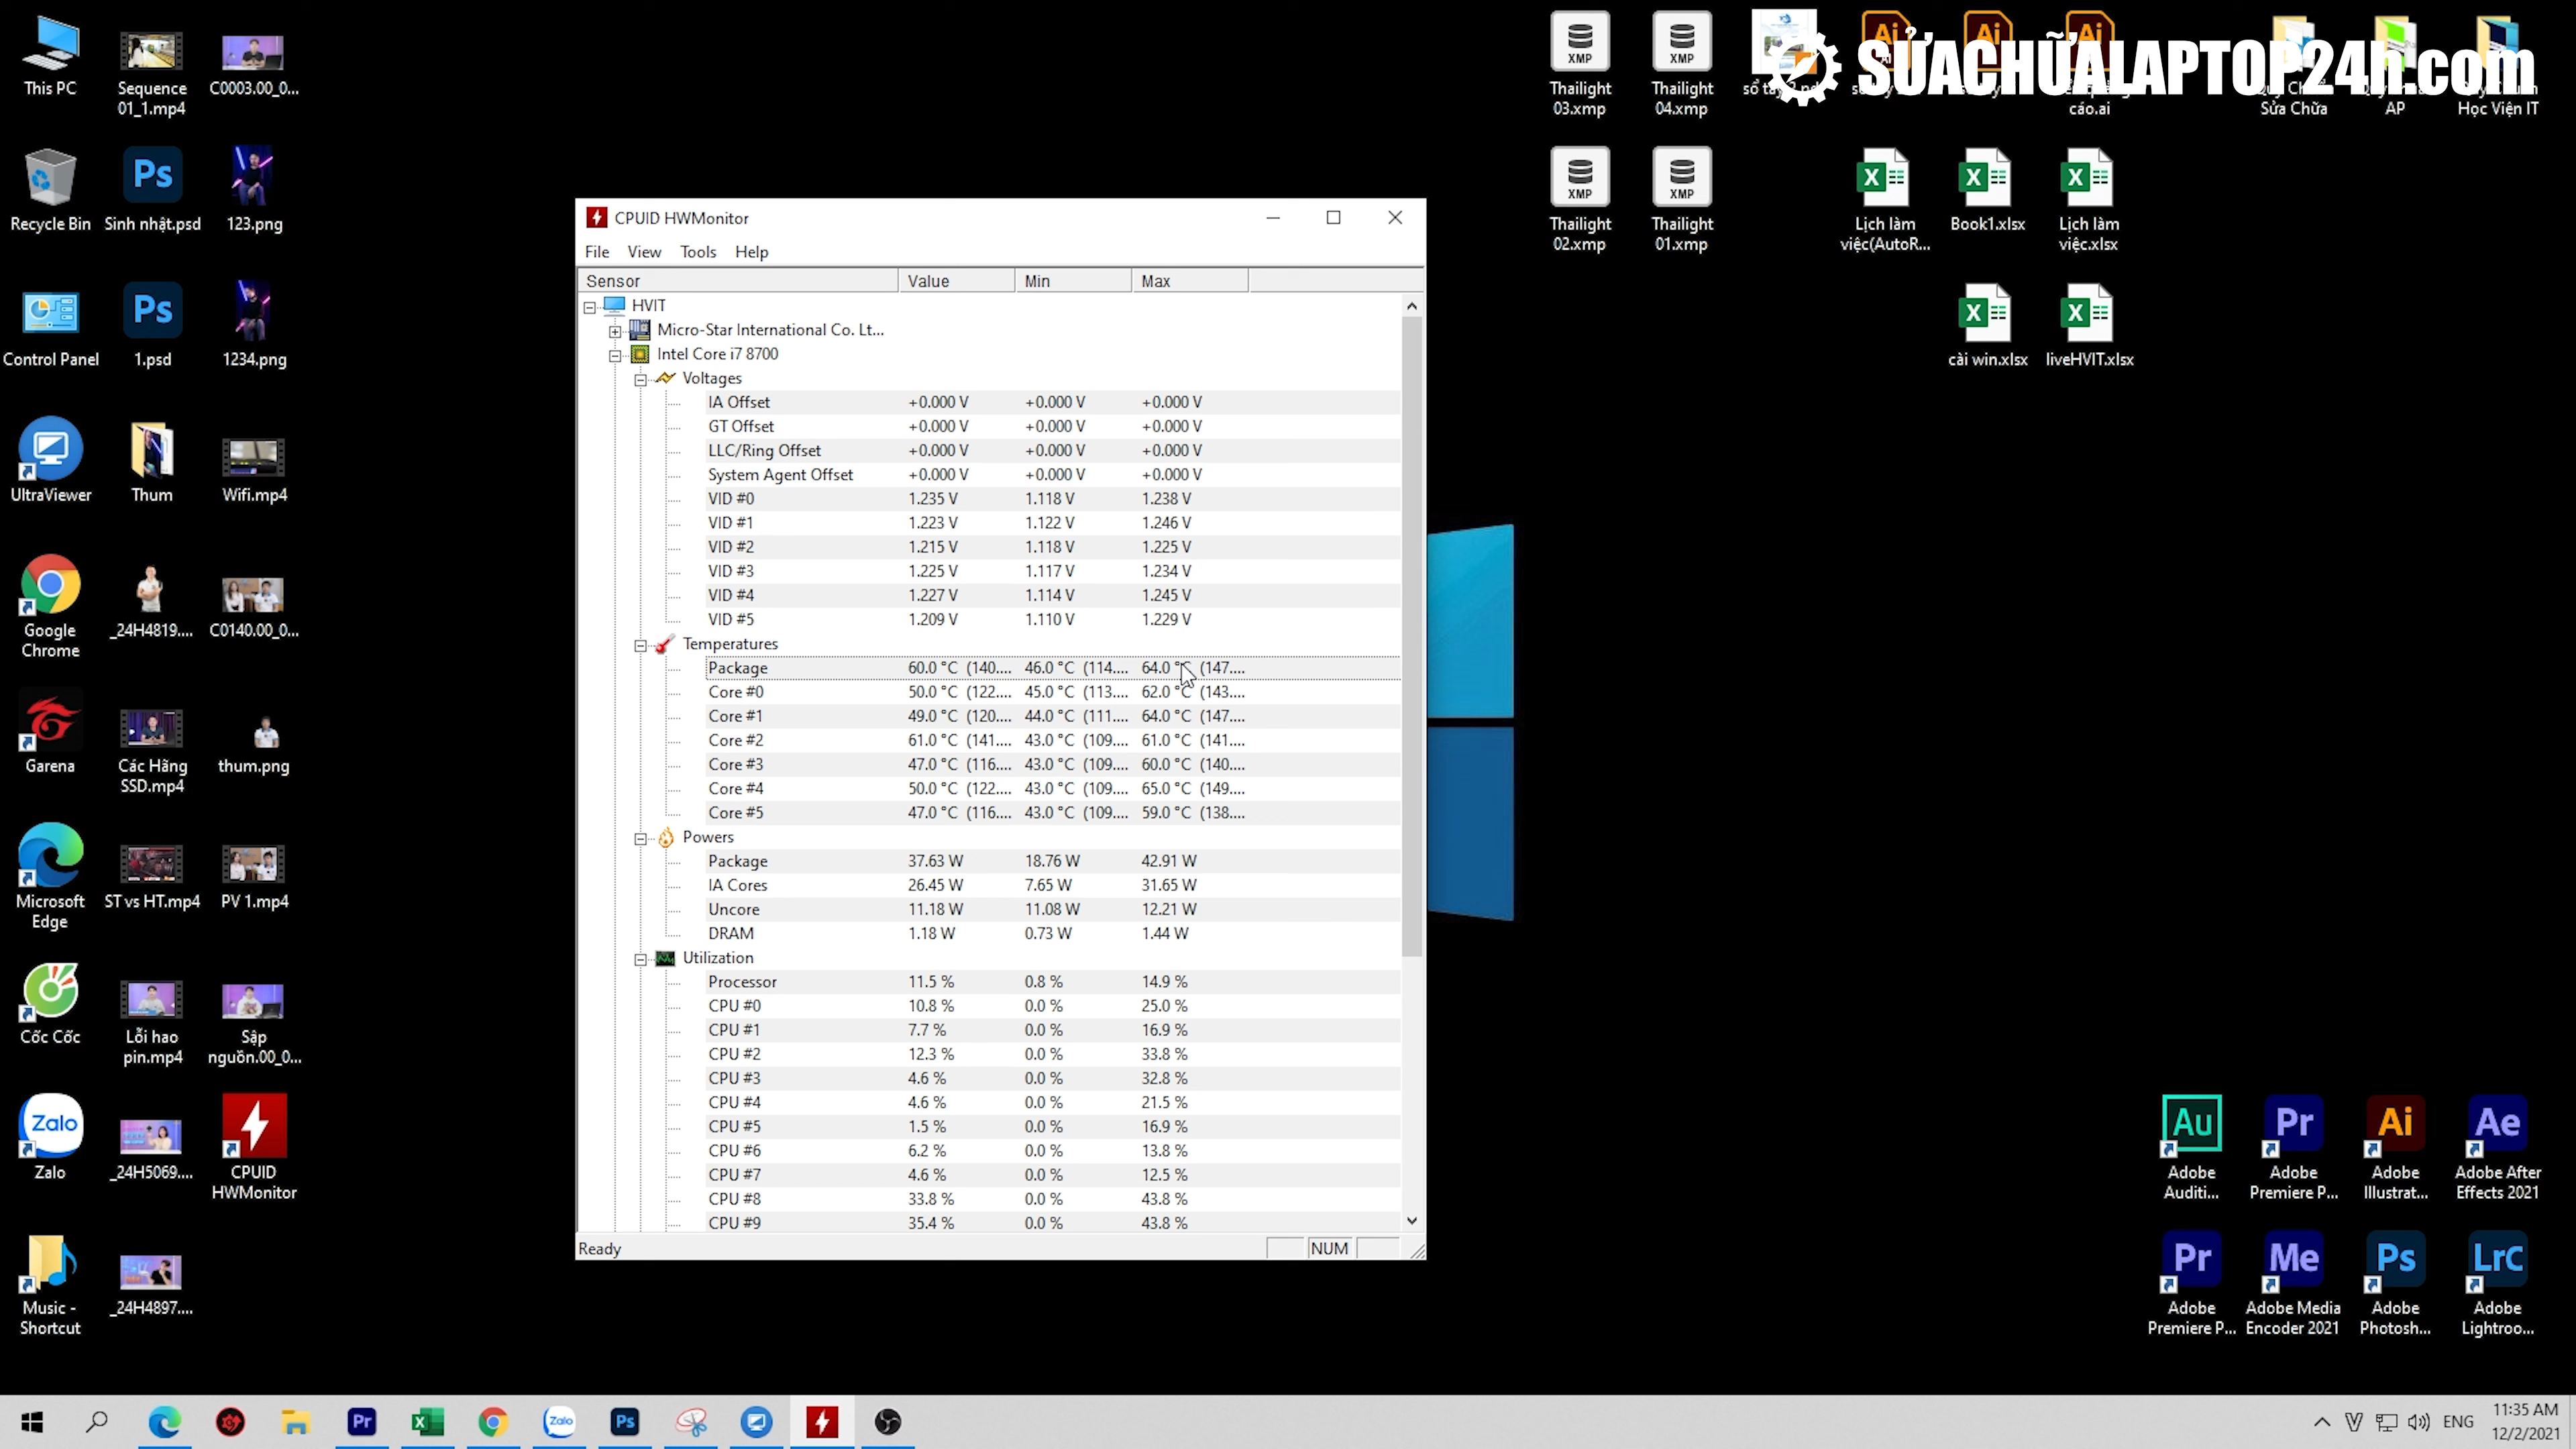 This PC
Sequence
01_1.mp4
C0003.00_0...
Recycle Bin
Sinh nhật.psd
123.png
Control Panel
1.psd
1234.png
UltraViewer
Thum
Wifi.mp4
Google
Chrome
_24H4819....
C0140.00_0...
Garena
Các Hãng
SSD.mp4
thum.png
Microsoft
Edge
ST vs HT.mp4
PV 1.mp4
Cốc Cốc
Lỗi hao
pin.mp4
Sập
nguồn.00_0...
Zalo
Zalo
_24H5069....
CPUID
HWMonitor
Music -
Shortcut
_24H4897....
Ps
Ps
CPUID HWMonitor
File View Tools Help
Sensor Value Min Max
HVIT
Micro-Star International Co. Lt...
Intel Core i7 8700
Voltages
IA Offset +0.000 V +0.000 V +0.000 V
GT Offset +0.000 V +0.000 V +0.000 V
LLC/Ring Offset +0.000 V +0.000 V +0.000 V
System Agent Offset +0.000 V +0.000 V +0.000 V
VID #0 1.235 V 1.118 V 1.238 V
VID #1 1.223 V 1.122 V 1.246 V
VID #2 1.215 V 1.118 V 1.225 V
VID #3 1.225 V 1.117 V 1.234 V
VID #4 1.227 V 1.114 V 1.245 V
VID #5 1.209 V 1.110 V 1.229 V
Temperatures
Package 60.0 °C (140.... 46.0 °C (114.... 64.0 °C (147....
Core #0 50.0 °C (122.... 45.0 °C (113.... 62.0 °C (143....
Core #1 49.0 °C (120.... 44.0 °C (111.... 64.0 °C (147....
Core #2 61.0 °C (141.... 43.0 °C (109.... 61.0 °C (141....
Core #3 47.0 °C (116.... 43.0 °C (109.... 60.0 °C (140....
Core #4 50.0 °C (122.... 43.0 °C (109.... 65.0 °C (149....
Core #5 47.0 °C (116.... 43.0 °C (109.... 59.0 °C (138....
Powers
Package 37.63 W 18.76 W 42.91 W
IA Cores 26.45 W 7.65 W 31.65 W
Uncore 11.18 W 11.08 W 12.21 W
DRAM 1.18 W 0.73 W 1.44 W
Utilization
Processor 11.5 % 0.8 % 14.9 %
CPU #0 10.8 % 0.0 % 25.0 %
CPU #1 7.7 % 0.0 % 16.9 %
CPU #2 12.3 % 0.0 % 33.8 %
CPU #3 4.6 % 0.0 % 32.8 %
CPU #4 4.6 % 0.0 % 21.5 %
CPU #5 1.5 % 0.0 % 16.9 %
CPU #6 6.2 % 0.0 % 13.8 %
CPU #7 4.6 % 0.0 % 12.5 %
CPU #8 33.8 % 0.0 % 43.8 %
CPU #9 35.4 % 0.0 % 43.8 %
Ready NUM
SỬACHỮALAPTOP24h.com
XMP
Thailight
03.xmp
XMP
Thailight
04.xmp
cáo.ai
Sửa Chữa
AP
Học Viện IT
XMP
Thailight
02.xmp
XMP
Thailight
01.xmp
Lịch làm
việc(AutoR...
Book1.xlsx
Lịch làm
việc.xlsx
cài win.xlsx
liveHVIT.xlsx
Au
Adobe
Auditi...
Pr
Adobe
Premiere P...
Ai
Adobe
Illustrat...
Ae
Adobe After
Effects 2021
Pr
Adobe
Premiere P...
Me
Adobe Media
Encoder 2021
Ps
Adobe
Photosh...
LrC
Adobe
Lightroo...
Pr
Zalo
Ps
ENG
11:35 AM
12/2/2021